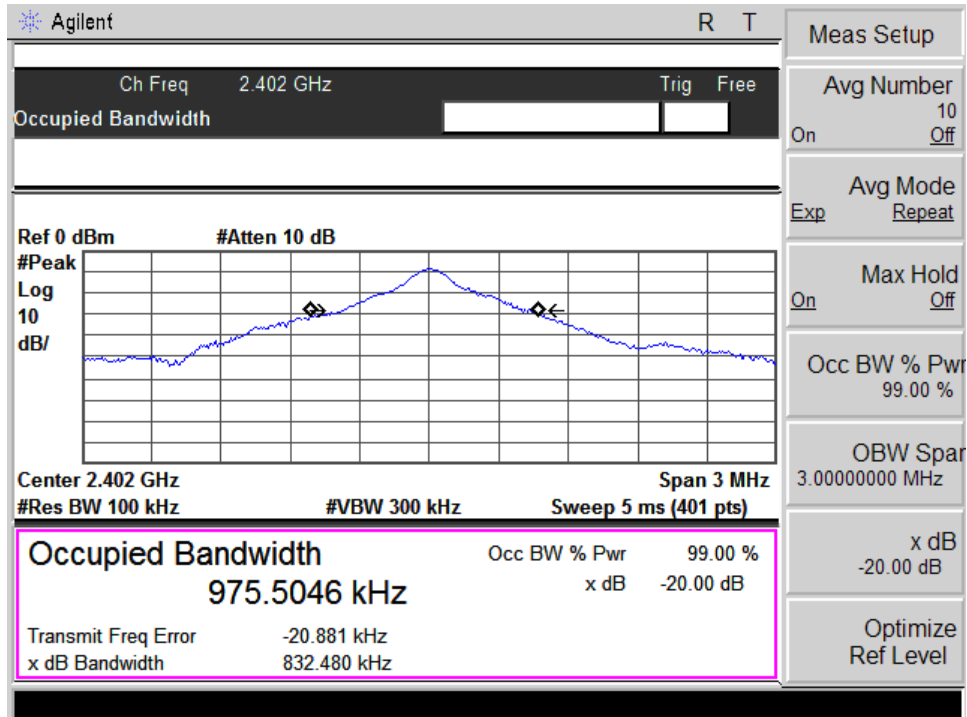 Agilent R T
Ch Freq 2.402 GHz Trig Free
Occupied Bandwidth
Ref 0 dBm #Atten 10 dB
#Peak
Log
10
dB/
Center 2.402 GHz Span 3 MHz
#Res BW 100 kHz #VBW 300 kHz Sweep 5 ms (401 pts)
Occupied Bandwidth Occ BW % Pwr 99.00 %
975.5046 kHz x dB -20.00 dB
Transmit Freq Error -20.881 kHz
x dB Bandwidth 832.480 kHz
Meas Setup
Avg Number
10
On Off
Avg Mode
Exp Repeat
Max Hold
On Off
Occ BW % Pwr
99.00 %
OBW Span
3.00000000 MHz
x dB
-20.00 dB
Optimize
Ref Level